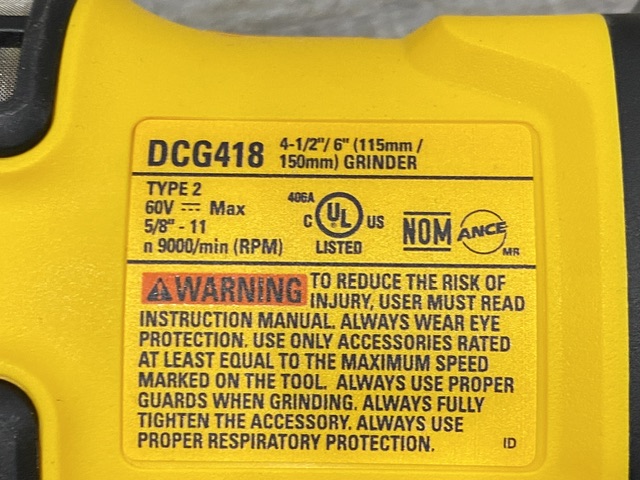 DCG418 4-1/2"/6" (115mm /
150mm) GRINDER
TYPE 2
60V ⎓ Max
5/8" - 11
n 9000/min (RPM)
406A
C UL US
LISTED
NOM ANCE
MR
⚠WARNING TO REDUCE THE RISK OF
INJURY, USER MUST READ
INSTRUCTION MANUAL. ALWAYS WEAR EYE
PROTECTION. USE ONLY ACCESSORIES RATED
AT LEAST EQUAL TO THE MAXIMUM SPEED
MARKED ON THE TOOL. ALWAYS USE PROPER
GUARDS WHEN GRINDING. ALWAYS FULLY
TIGHTEN THE ACCESSORY. ALWAYS USE
PROPER RESPIRATORY PROTECTION. ID